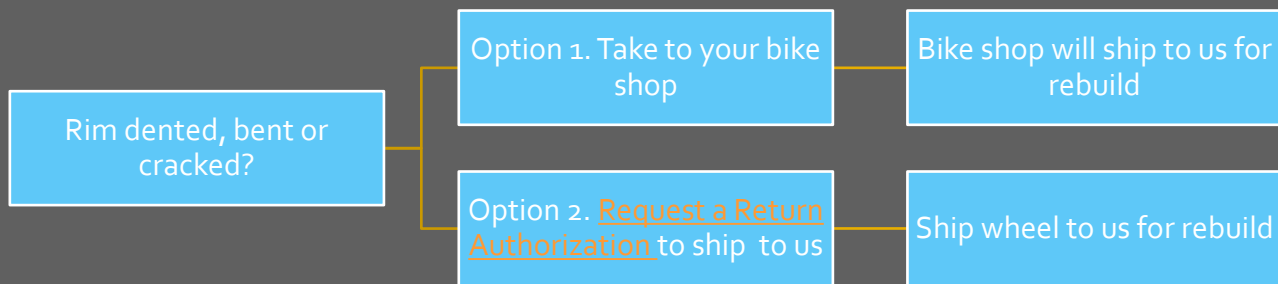 Rim dented, bent or
cracked?
Option 1. Take to your bike
shop
Bike shop will ship to us for
rebuild
Option 2. Request a Return
Authorization to ship  to us
Ship wheel to us for rebuild